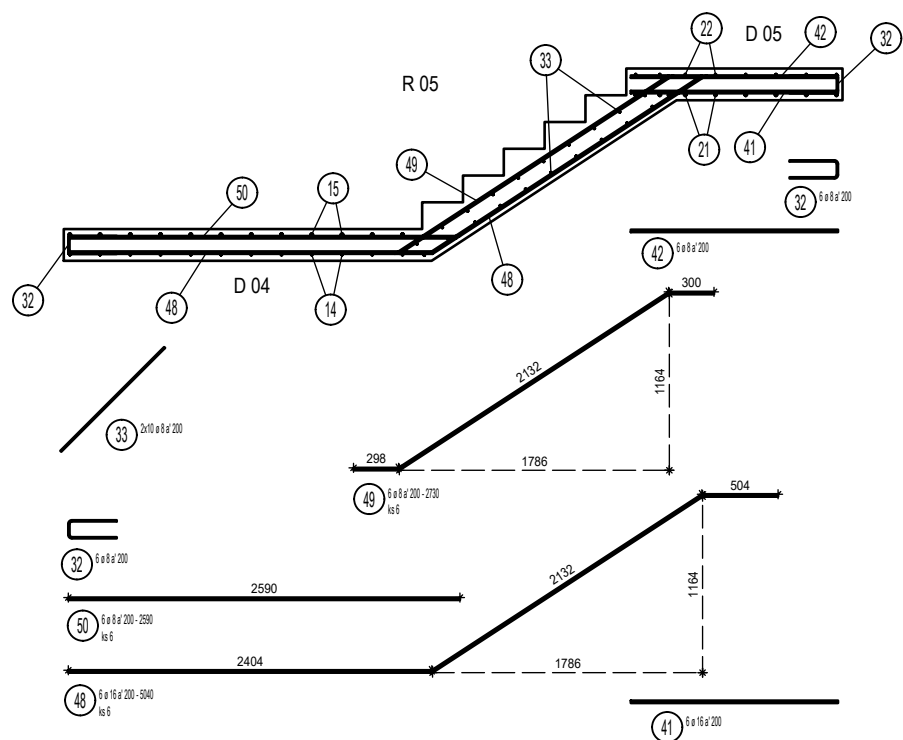 22
D 05
42
32
33
R 05
49
21
41
50
15
32
6 ø 8 a' 200
42
6 ø 8 a' 200
48
D 04
32
48
14
300
2132
1164
33
2x10 ø 8 a' 200
298
1786
49
6 ø 8 a' 200 - 2730
ks 6
504
32
6 ø 8 a' 200
2132
1164
2590
50
6 ø 8 a' 200 - 2590
ks 6
2404
1786
48
6 ø 16 a' 200 - 5040
ks 6
41
6 ø 16 a' 200